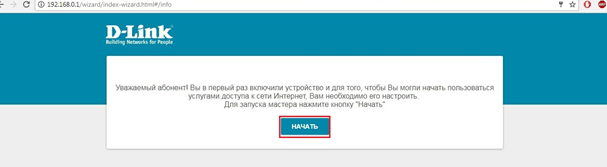 192.168.0.1/wizard/index-wizard.html#/info
D-Link
Building Networks for People
Уважаемый абонент! Вы в первый раз включили устройство и для того, чтобы Вы могли начать пользоваться
услугами доступа к сети Интернет, Вам необходимо его настроить.
Для запуска мастера нажмите кнопку "Начать"
НАЧАТЬ